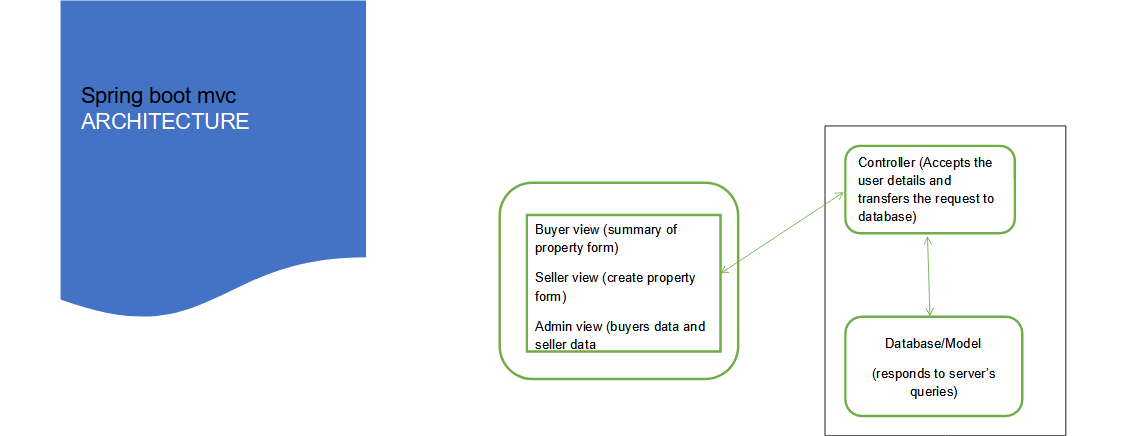 Spring boot mvc
ARCHITECTURE
Buyer view (summary of
property form)
Seller view (create property
form)
Admin view (buyers data and
seller data
Controller (Accepts the
user details and
transfers the request to
database)
Database/Model
(responds to server’s
queries)